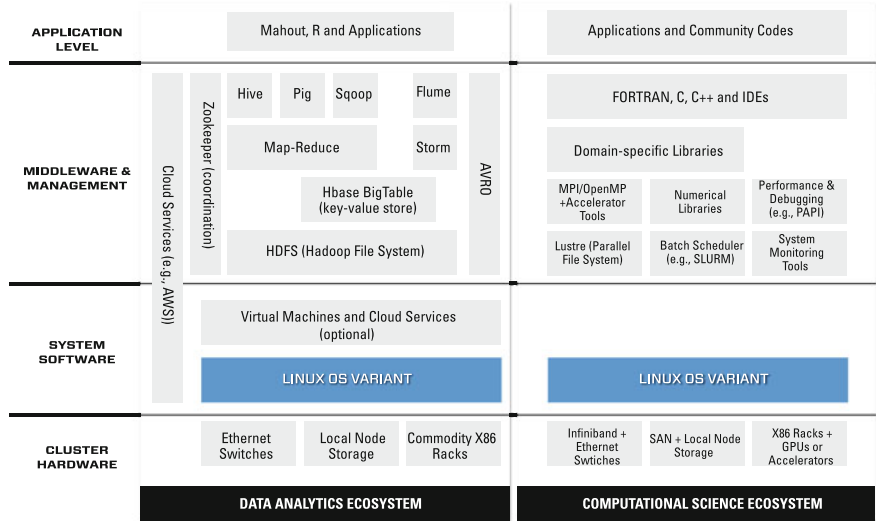 APPLICATION
LEVEL
Mahout, R and Applications
Applications and Community Codes
MIDDLEWARE &
MANAGEMENT
Cloud Services (e.g., AWS))
Zookeeper (coordination)
Hive
Pig
Sqoop
Flume
Map-Reduce
Storm
Hbase BigTable
(key-value store)
HDFS (Hadoop File System)
AVRO
FORTRAN, C, C++ and IDEs
Domain-specific Libraries
MPI/OpenMP
+Accelerator
Tools
Numerical
Libraries
Performance &
Debugging
(e.g., PAPI)
Lustre (Parallel
File System)
Batch Scheduler
(e.g., SLURM)
System
Monitoring
Tools
SYSTEM
SOFTWARE
Virtual Machines and Cloud Services
(optional)
LINUX OS VARIANT
LINUX OS VARIANT
CLUSTER
HARDWARE
Ethernet
Switches
Local Node
Storage
Commodity X86
Racks
Infiniband +
Ethernet
Swtiches
SAN + Local Node
Storage
X86 Racks +
GPUs or
Accelerators
DATA ANALYTICS ECOSYSTEM
COMPUTATIONAL SCIENCE ECOSYSTEM